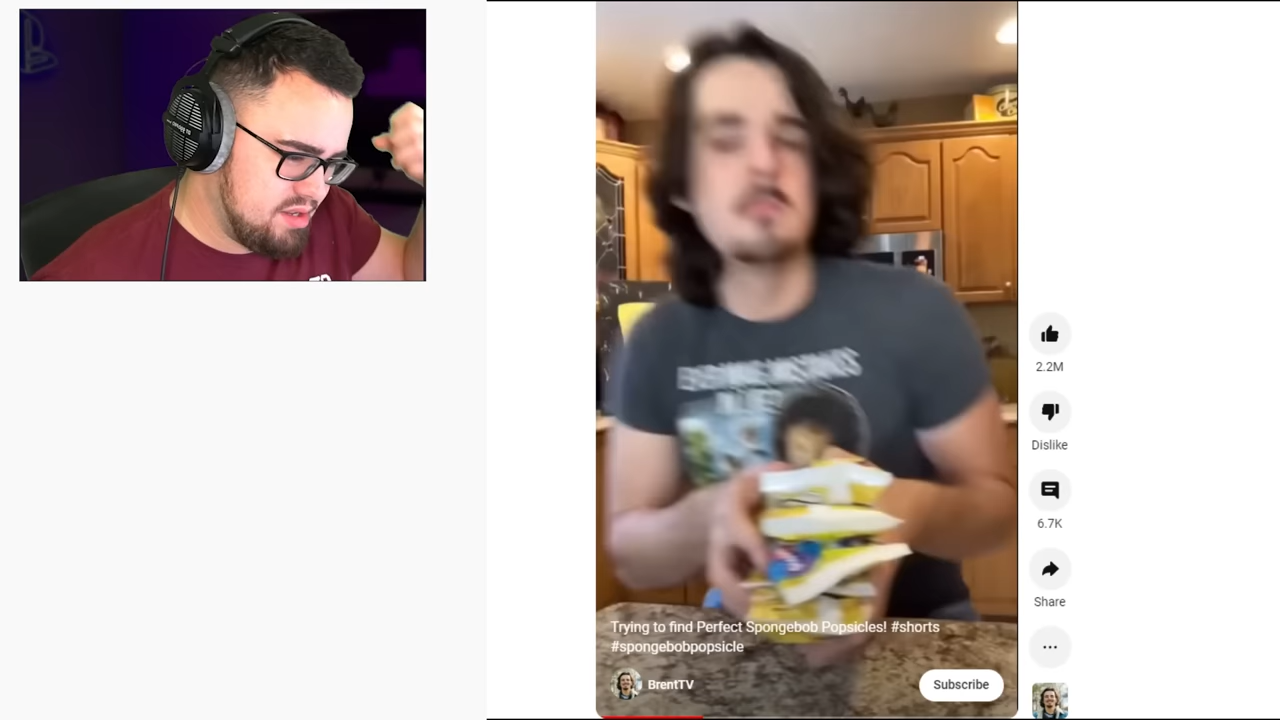 2.2M
Dislike
6.7K
Share
Trying to find Perfect Spongebob Popsicles! #shorts
#spongebobpopsicle
BrentTV
Subscribe